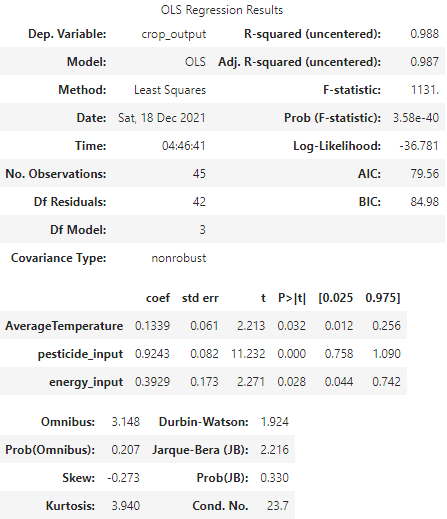 OLS Regression Results
Dep. Variable: crop_output R-squared (uncentered): 0.988
Model: OLS Adj. R-squared (uncentered): 0.987
Method: Least Squares F-statistic: 1131.
Date: Sat, 18 Dec 2021 Prob (F-statistic): 3.58e-40
Time: 04:46:41 Log-Likelihood: -36.781
No. Observations: 45 AIC: 79.56
Df Residuals: 42 BIC: 84.98
Df Model: 3
Covariance Type: nonrobust
coef std err t P>|t| [0.025 0.975]
AverageTemperature 0.1339 0.061 2.213 0.032 0.012 0.256
pesticide_input 0.9243 0.082 11.232 0.000 0.758 1.090
energy_input 0.3929 0.173 2.271 0.028 0.044 0.742
Omnibus: 3.148 Durbin-Watson: 1.924
Prob(Omnibus): 0.207 Jarque-Bera (JB): 2.216
Skew: -0.273 Prob(JB): 0.330
Kurtosis: 3.940 Cond. No. 23.7